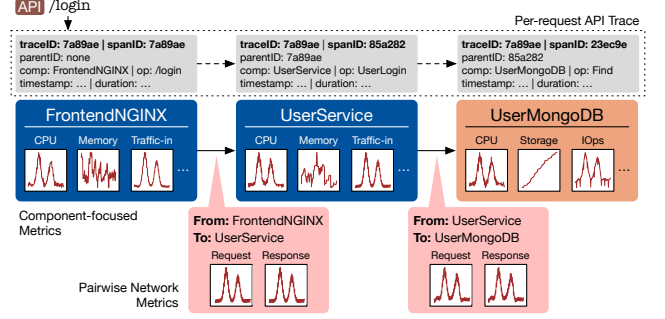 API /login
Per-request API Trace
traceID: 7a89ae | spanID: 7a89ae
parentID: none
comp: FrontendNGINX | op: /login
timestamp: ... | duration: ...
traceID: 7a89ae | spanID: 85a282
parentID: 7a89ae
comp: UserService | op: UserLogin
timestamp: ... | duration: ...
traceID: 7a89ae | spanID: 23ec9e
parentID: 85a282
comp: UserMongoDB | op: Find
timestamp: ... | duration: ...
FrontendNGINX
CPU Memory Traffic-in
...
UserService
CPU Memory Traffic-in
...
UserMongoDB
CPU Storage IOps
...
Component-focused
Metrics
From: FrontendNGINX
To: UserService
Request Response
From: UserService
To: UserMongoDB
Request Response
Pairwise Network
Metrics